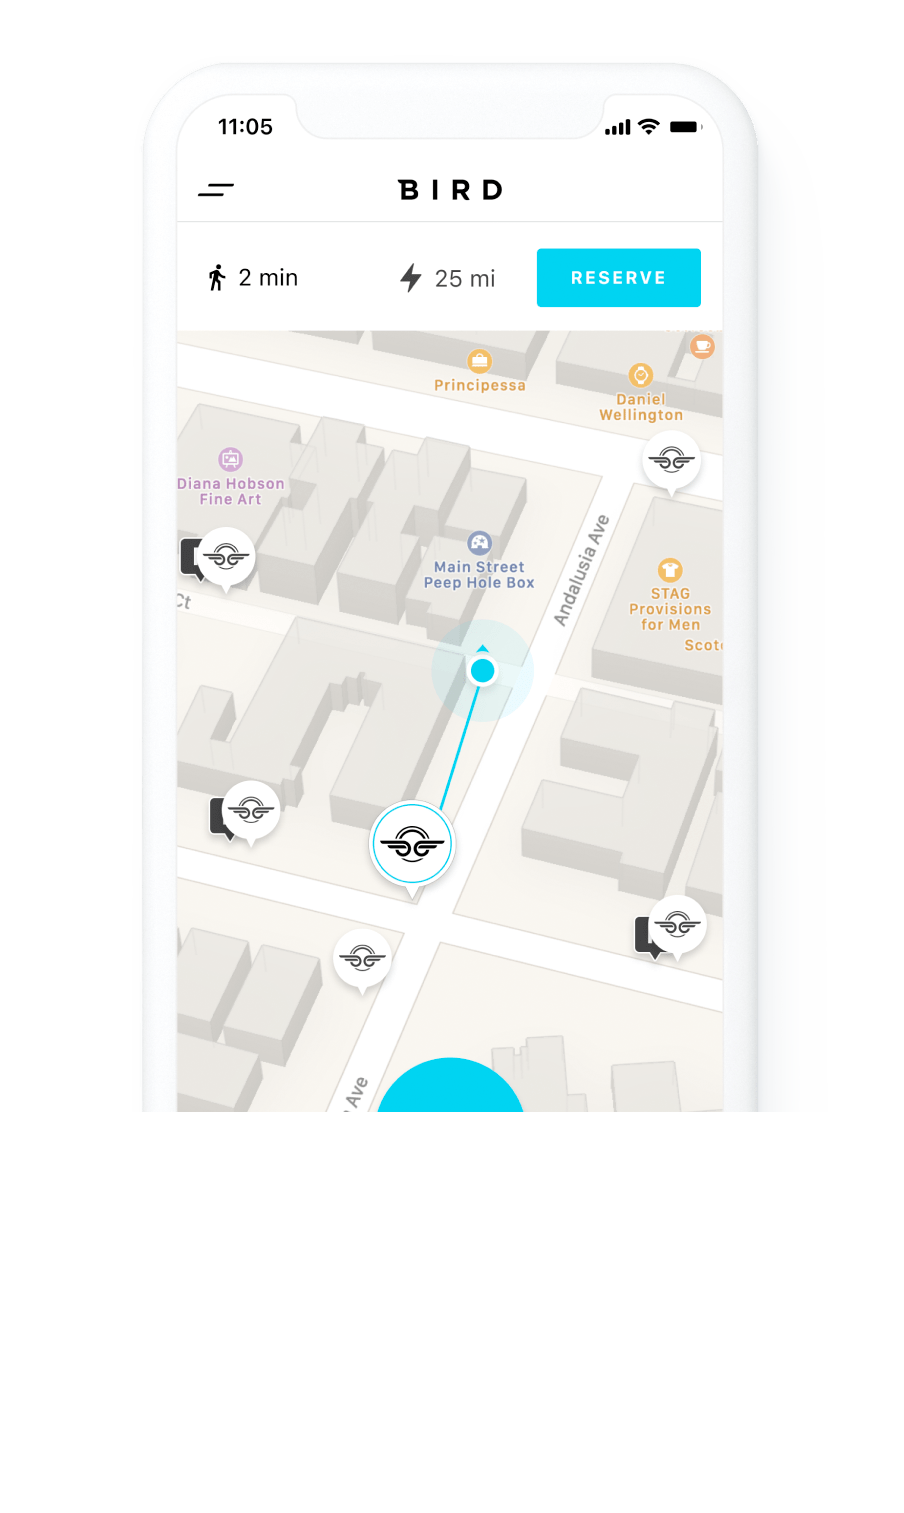 11:05
BIRD
2 min
25 mi
RESERVE
Principessa
Daniel
Wellington
Diana Hobson
Fine Art
Main Street
Peep Hole Box
Andalusia Ave
STAG
Provisions
for Men
Ct
Ave